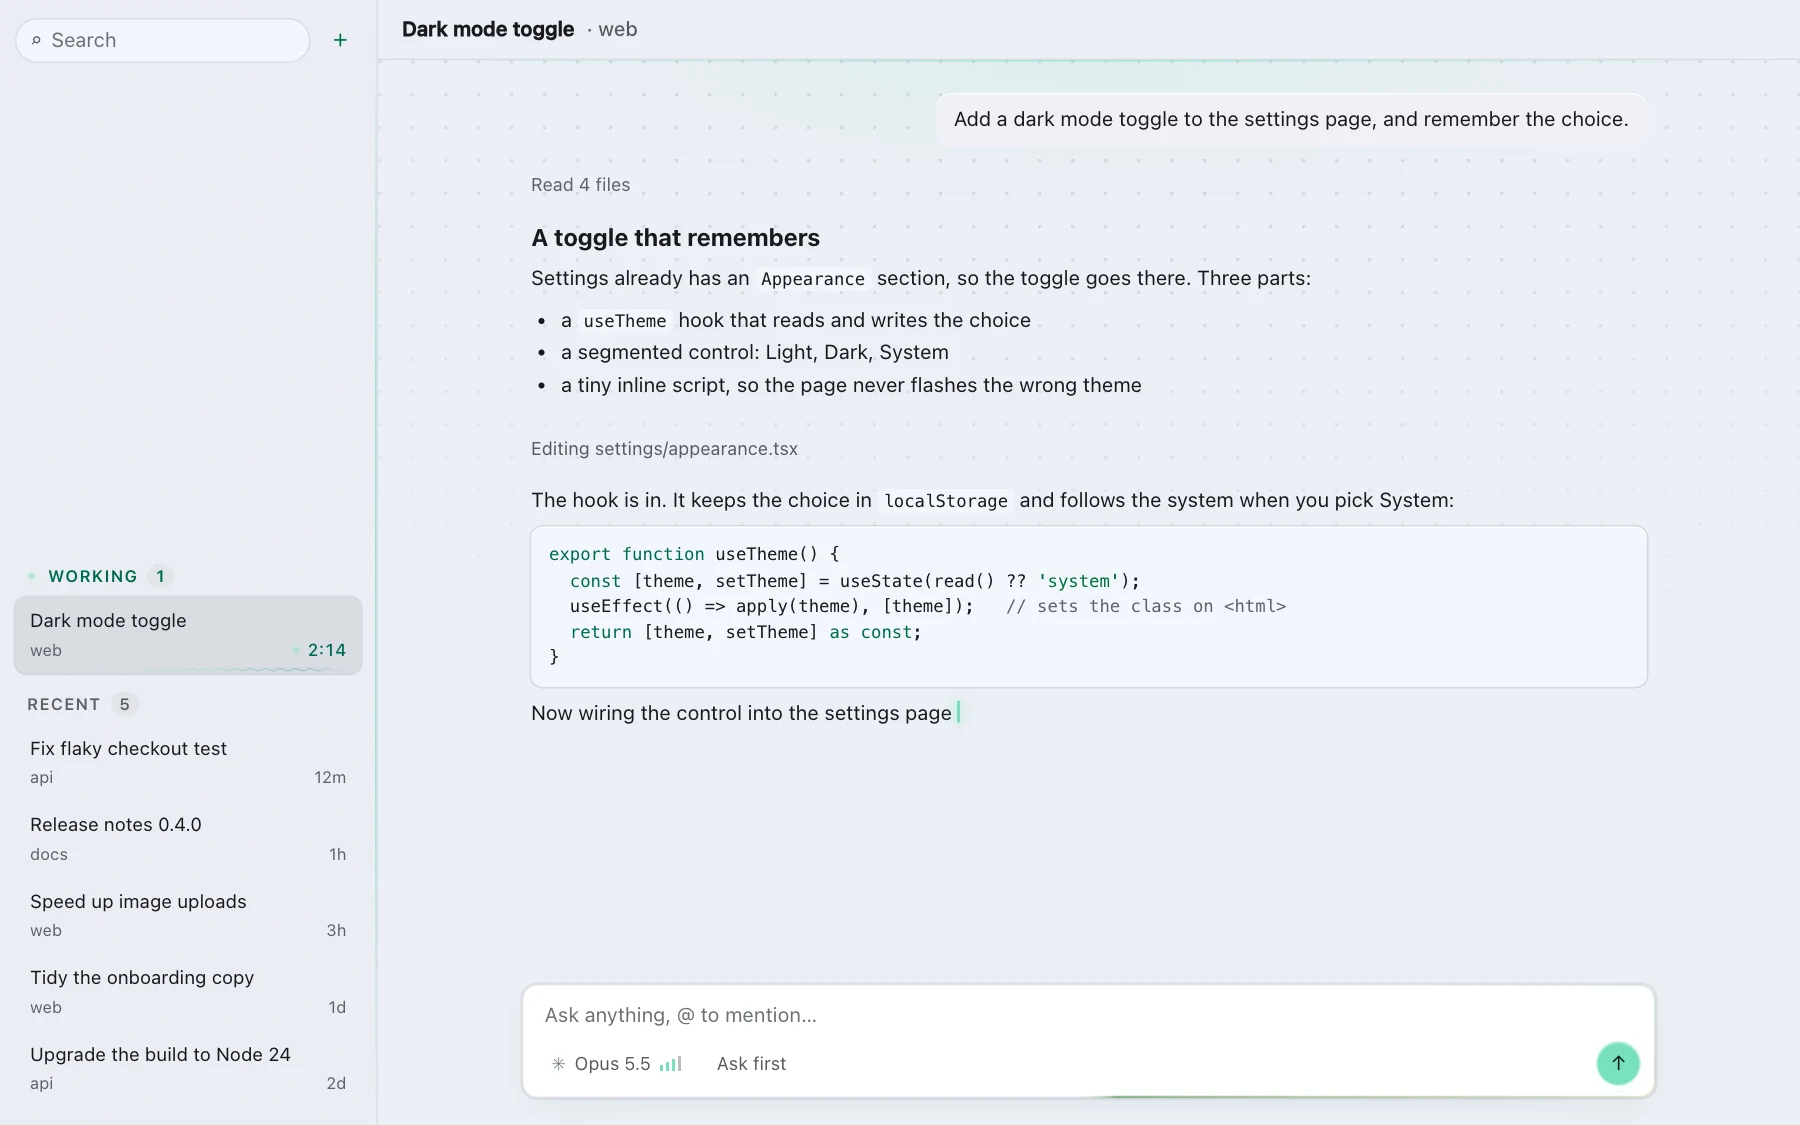 Search
+
WORKING 1
Dark mode toggle
web 2:14
RECENT 5
Fix flaky checkout test
api 12m
Release notes 0.4.0
docs 1h
Speed up image uploads
web 3h
Tidy the onboarding copy
web 1d
Upgrade the build to Node 24
api 2d
Dark mode toggle · web
Add a dark mode toggle to the settings page, and remember the choice.
Read 4 files
A toggle that remembers
Settings already has an Appearance section, so the toggle goes there. Three parts:
• a useTheme hook that reads and writes the choice
• a segmented control: Light, Dark, System
• a tiny inline script, so the page never flashes the wrong theme
Editing settings/appearance.tsx
The hook is in. It keeps the choice in localStorage and follows the system when you pick System:
export function useTheme() {
  const [theme, setTheme] = useState(read() ?? 'system');
  useEffect(() => apply(theme), [theme]);   // sets the class on <html>
  return [theme, setTheme] as const;
}
Now wiring the control into the settings page
Ask anything, @ to mention...
Opus 5.5 Ask first